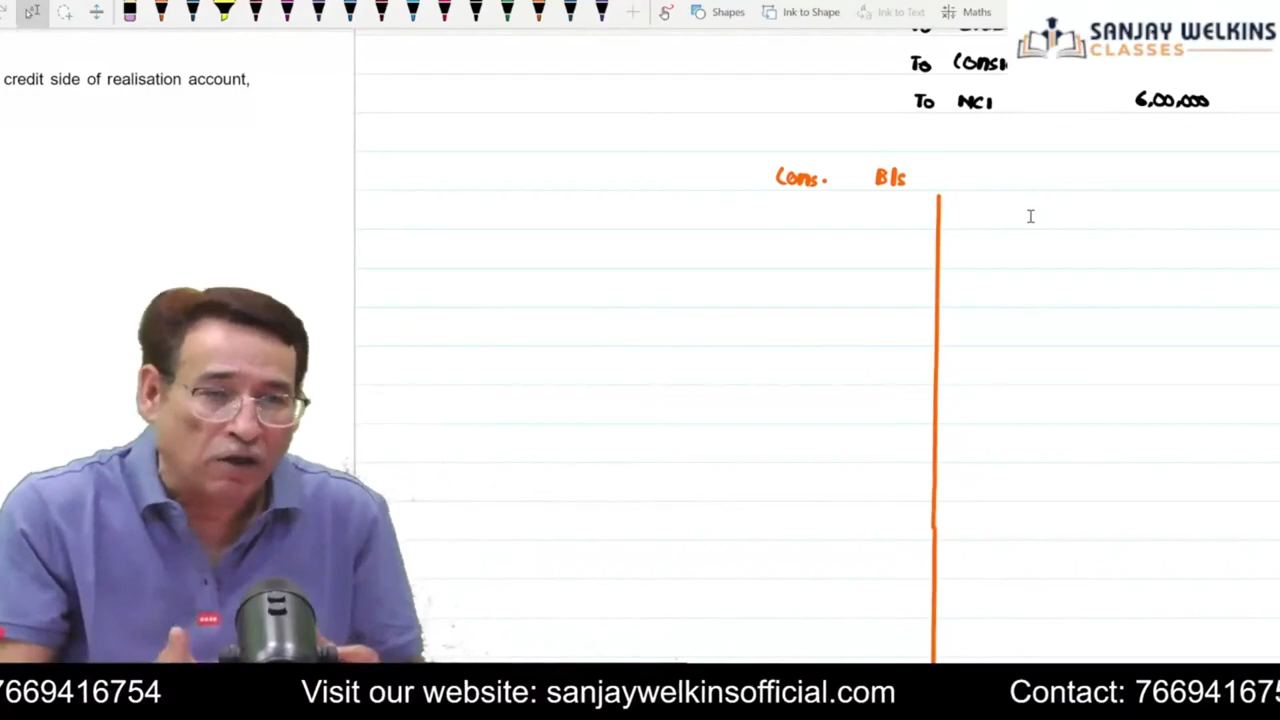 Shapes Ink to Shape Ink to Text Maths
SANJAY WELKINS
CLASSES
credit side of realisation account,
To
To NCI 6,00,000
Cons. B/s
7669416754 Visit our website: sanjaywelkinsofficial.com Contact: